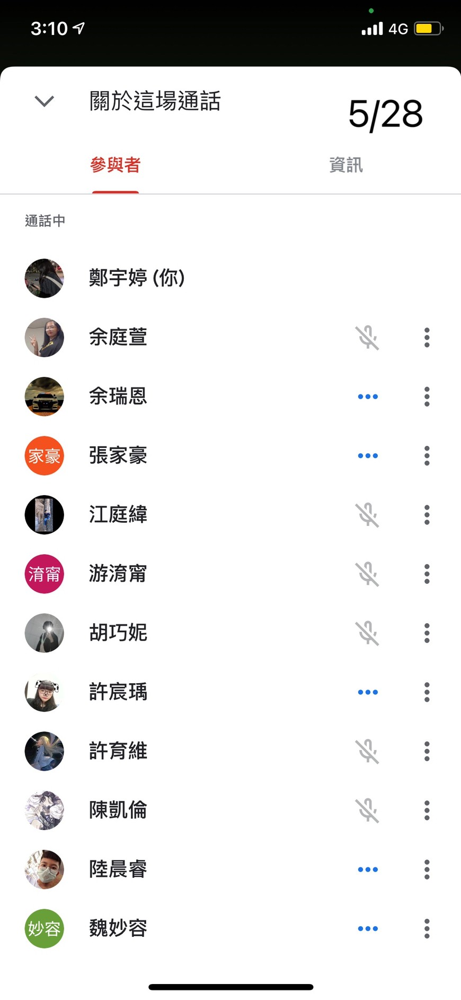 3:10
4G
關於這場通話
5/28
參與者
資訊
通話中
鄭宇婷 (你)
余庭萱
余瑞恩
家豪
張家豪
江庭緯
淯甯
游淯甯
胡巧妮
許宸瑀
許育維
陳凱倫
陸晨睿
妙容
魏妙容